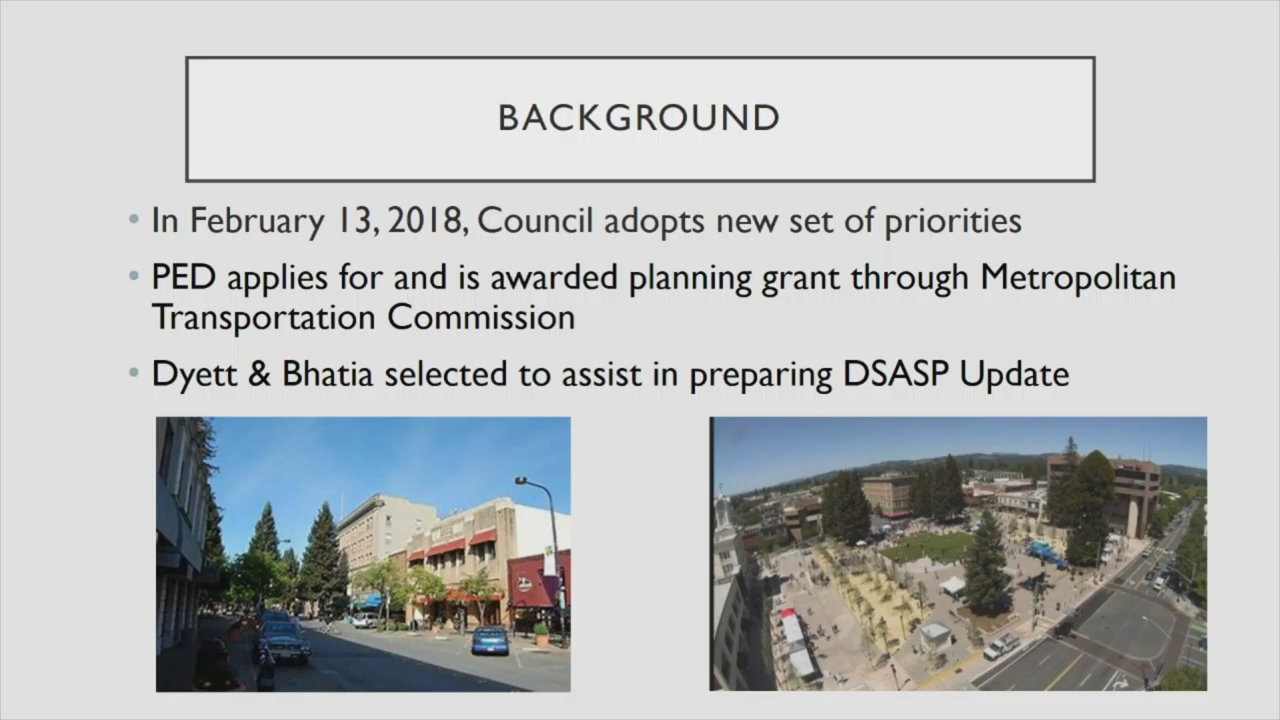 BACKGROUND
• In February 13, 2018, Council adopts new set of priorities
• PED applies for and is awarded planning grant through Metropolitan
Transportation Commission
• Dyett & Bhatia selected to assist in preparing DSASP Update